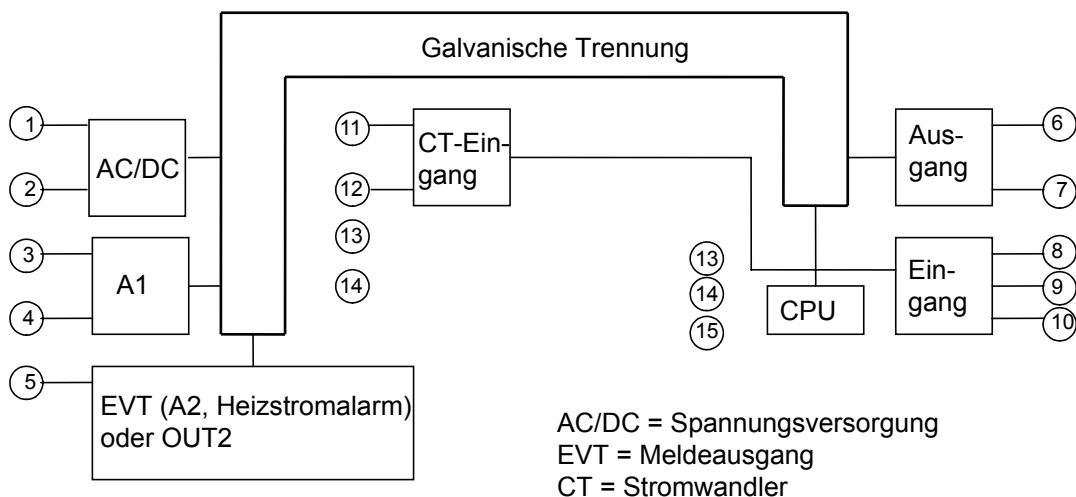 Galvanische Trennung
1
2
AC/DC
3
4
A1
5
EVT (A2, Heizstromalarm)
oder OUT2
11
12
CT-Ein-
gang
13
14
13
14
15
CPU
Aus-
gang
6
7
Ein-
gang
8
9
10
AC/DC = Spannungsversorgung
EVT = Meldeausgang
CT = Stromwandler